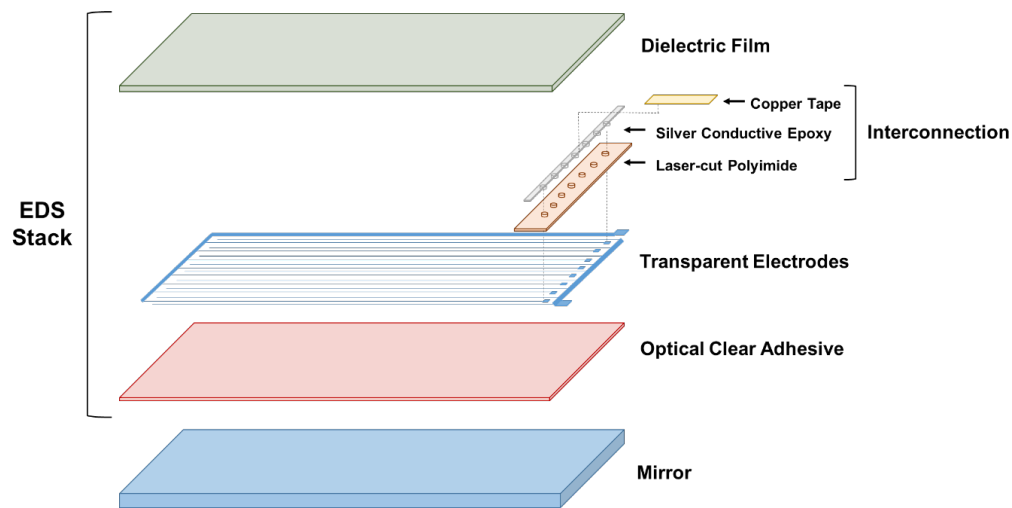 Dielectric Film
Copper Tape
Silver Conductive Epoxy
Interconnection
Laser-cut Polyimide
EDS
Stack
Transparent Electrodes
Optical Clear Adhesive
Mirror